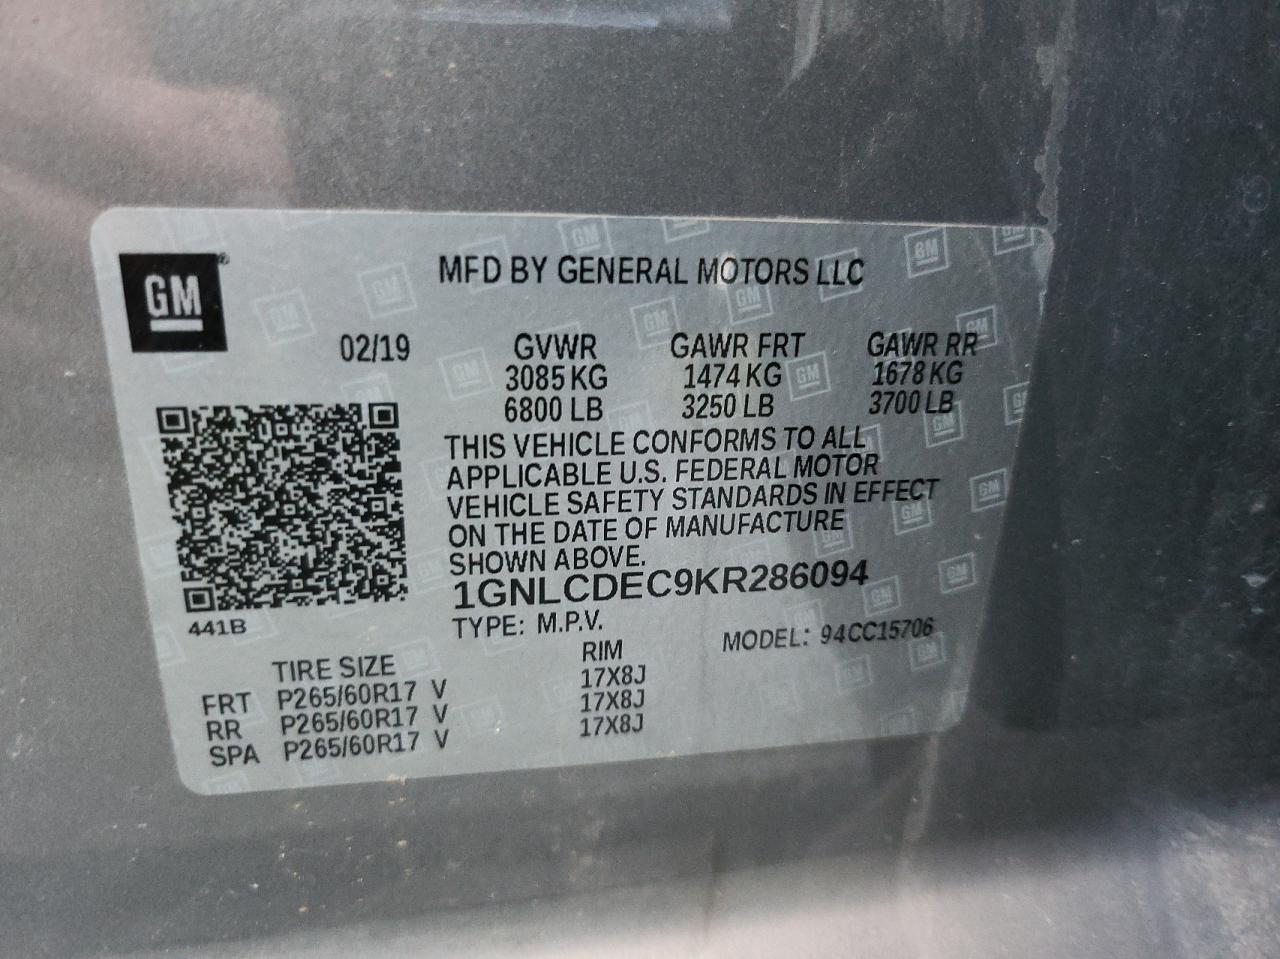 GM
MFD BY GENERAL MOTORS LLC
02/19 GVWR GAWR FRT GAWR RR
3085 KG 1474 KG 1678 KG
6800 LB 3250 LB 3700 LB
THIS VEHICLE CONFORMS TO ALL
APPLICABLE U.S. FEDERAL MOTOR
VEHICLE SAFETY STANDARDS IN EFFECT
ON THE DATE OF MANUFACTURE
SHOWN ABOVE.
1GNLCDEC9KR286094
441B
TYPE: M.P.V. MODEL: 94CC15706
TIRE SIZE RIM
FRT P265/60R17 V 17X8J
RR P265/60R17 V 17X8J
SPA P265/60R17 V 17X8J